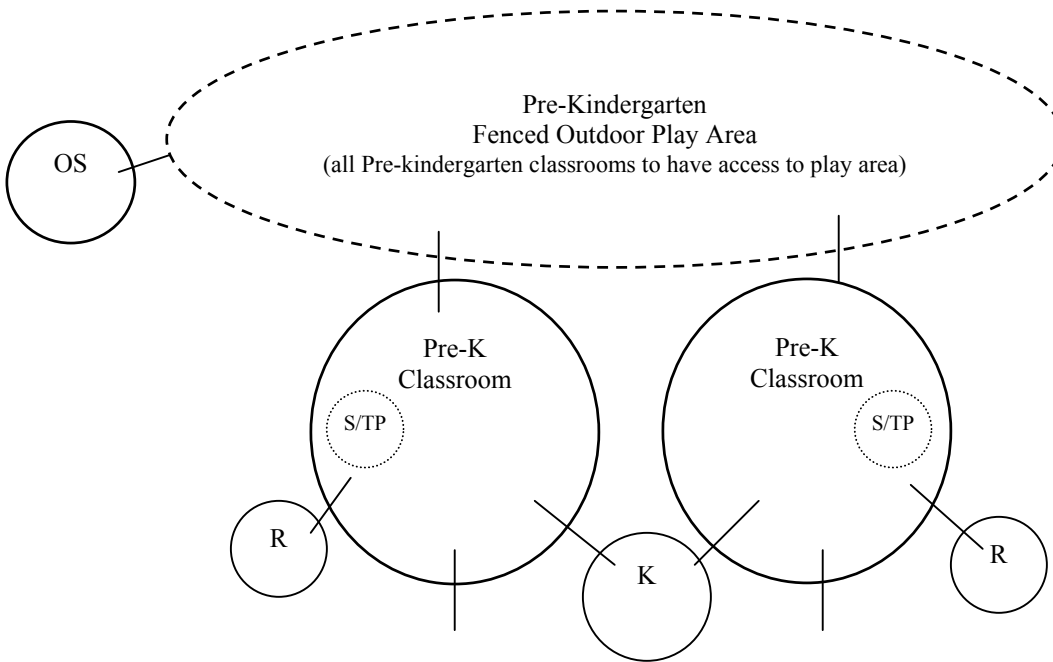 Pre-Kindergarten
Fenced Outdoor Play Area
(all Pre-kindergarten classrooms to have access to play area)
OS
Pre-K
Classroom
Pre-K
Classroom
S/TP
S/TP
R
K
R